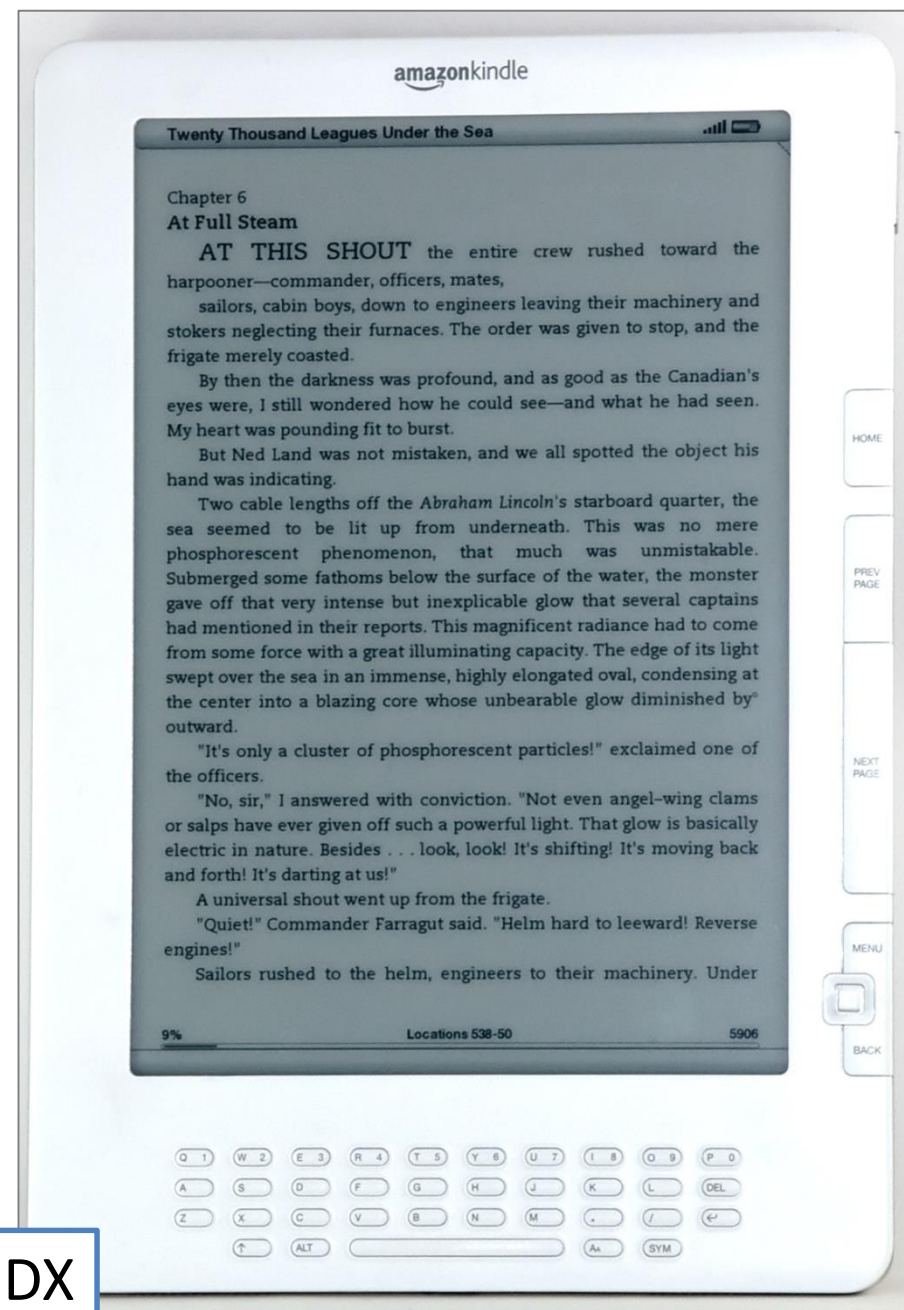 amazonkindle
Twenty Thousand Leagues Under the Sea
Chapter 6
At Full Steam
AT THIS SHOUT the entire crew rushed toward the
harpooner—commander, officers, mates,
sailors, cabin boys, down to engineers leaving their machinery and
stokers neglecting their furnaces. The order was given to stop, and the
frigate merely coasted.
By then the darkness was profound, and as good as the Canadian's
eyes were, I still wondered how he could see—and what he had seen.
My heart was pounding fit to burst.
But Ned Land was not mistaken, and we all spotted the object his
hand was indicating.
Two cable lengths off the Abraham Lincoln's starboard quarter, the
sea seemed to be lit up from underneath. This was no mere
phosphorescent phenomenon, that much was unmistakable.
Submerged some fathoms below the surface of the water, the monster
gave off that very intense but inexplicable glow that several captains
had mentioned in their reports. This magnificent radiance had to come
from some force with a great illuminating capacity. The edge of its light
swept over the sea in an immense, highly elongated oval, condensing at
the center into a blazing core whose unbearable glow diminished by°
outward.
"It's only a cluster of phosphorescent particles!" exclaimed one of
the officers.
"No, sir," I answered with conviction. "Not even angel–wing clams
or salps have ever given off such a powerful light. That glow is basically
electric in nature. Besides . . . look, look! It's shifting! It's moving back
and forth! It's darting at us!"
A universal shout went up from the frigate.
"Quiet!" Commander Farragut said. "Helm hard to leeward! Reverse
engines!"
Sailors rushed to the helm, engineers to their machinery. Under
9% Locations 538-50 5906
HOME
PREV
PAGE
NEXT
PAGE
MENU
BACK
Q 1 W 2 E 3 R 4 T 5 Y 6 U 7 I 8 O 9 P 0
A S D F G H J K L DEL
Z X C V B N M . / ↵
↑ ALT AA SYM
DX